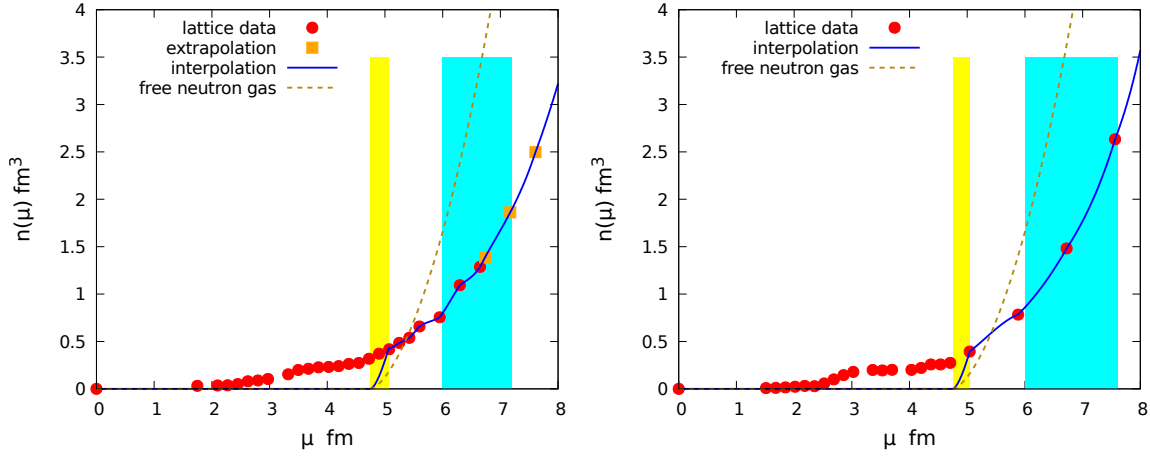 lattice data
extrapolation
interpolation
free neutron gas
n(μ) fm³
4
3.5
3
2.5
2
1.5
1
0.5
0
0 1 2 3 4 5 6 7 8
μ fm
lattice data
interpolation
free neutron gas
n(μ) fm³
4
3.5
3
2.5
2
1.5
1
0.5
0
0 1 2 3 4 5 6 7 8
μ fm